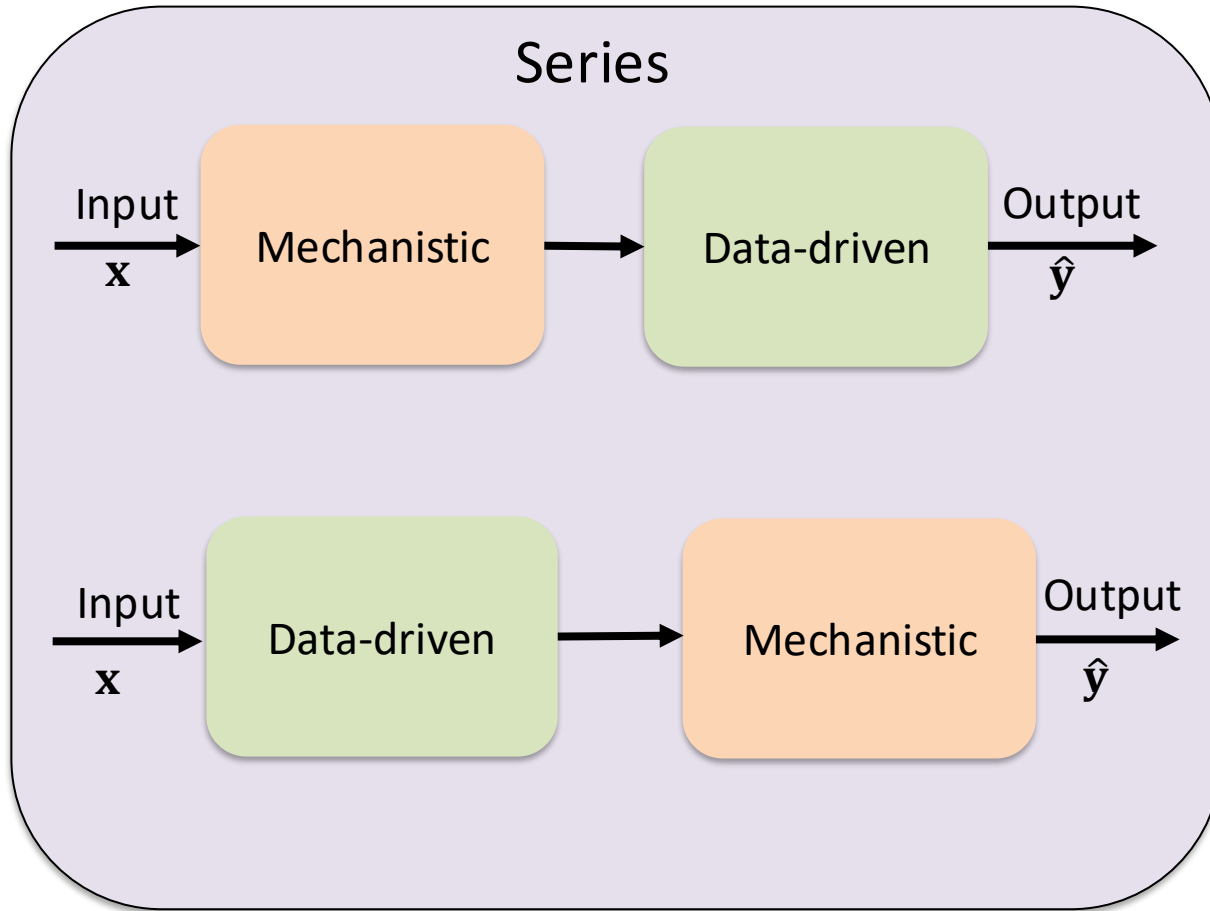 Series
Input
Mechanistic
Data-driven
Output
𝐱
ŷ
Input
Data-driven
Mechanistic
Output
𝐱
ŷ